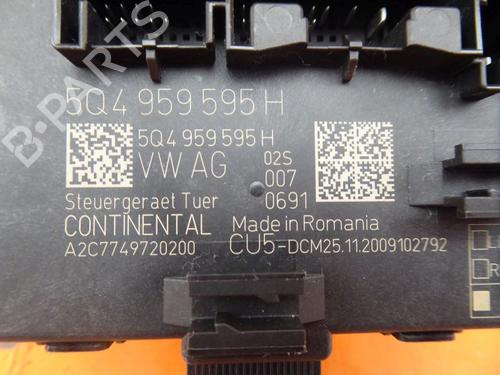 5Q4 959 595 H
5Q4 959 595 H
VW AG
02S
007
0691
Steuergeraet Tuer
CONTINENTAL
Made in Romania
A2C7749720200
CU5-DCM25.11.2009102792
R
B-PARTS